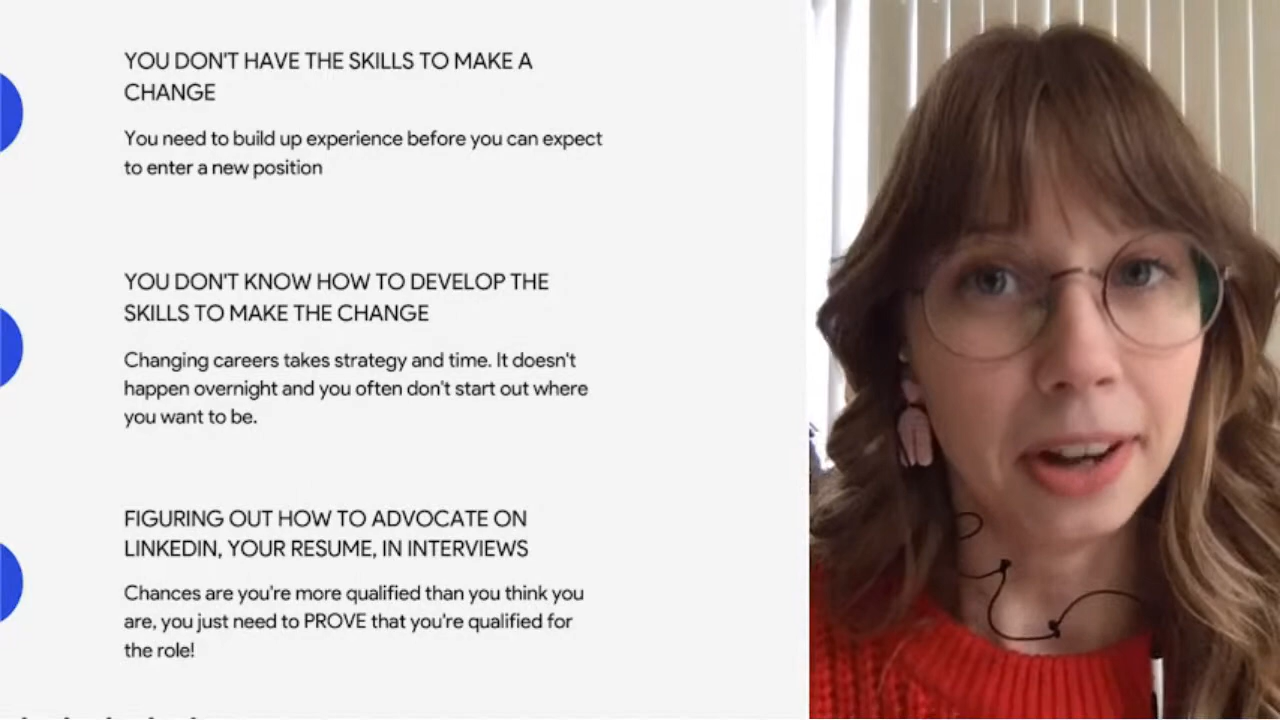 YOU DON'T HAVE THE SKILLS TO MAKE A
CHANGE
You need to build up experience before you can expect
to enter a new position
YOU DON'T KNOW HOW TO DEVELOP THE
SKILLS TO MAKE THE CHANGE
Changing careers takes strategy and time. It doesn't
happen overnight and you often don't start out where
you want to be.
FIGURING OUT HOW TO ADVOCATE ON
LINKEDIN, YOUR RESUME, IN INTERVIEWS
Chances are you're more qualified than you think you
are, you just need to PROVE that you're qualified for
the role!